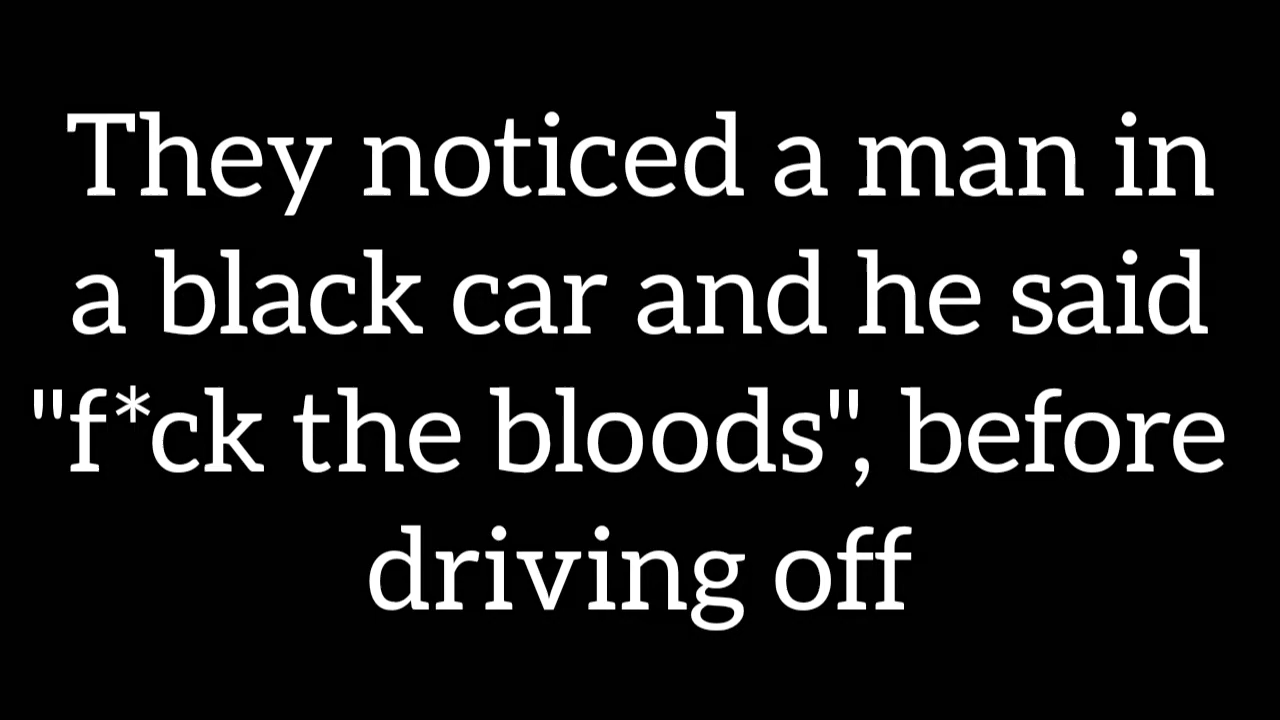 They noticed a man in
a black car and he said
"f*ck the bloods", before
driving off